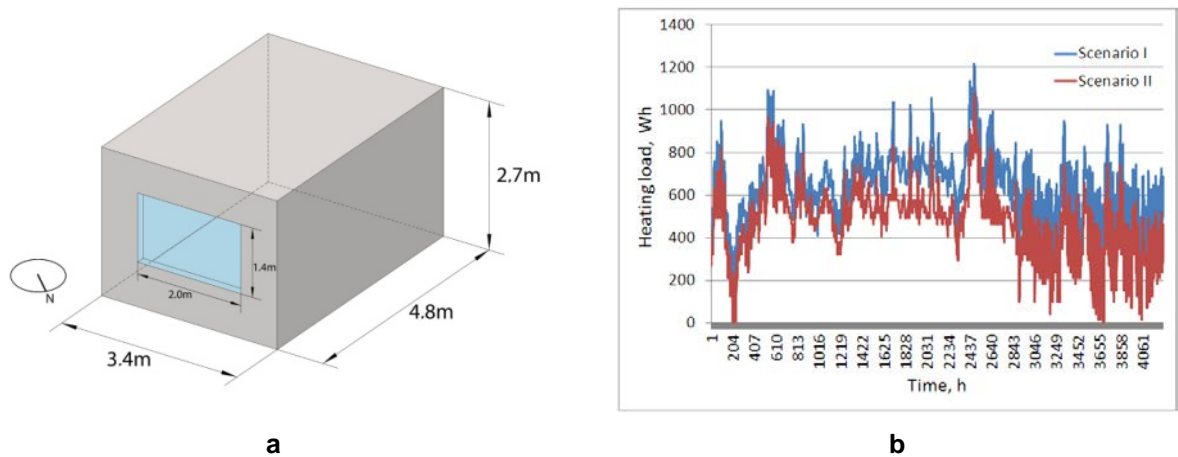 2.7m
1.4m
2.0m
N
4.8m
3.4m
a
1400
1200
1000
800
600
400
200
0
Heating load, Wh
Scenario I
Scenario II
1
204
407
610
813
1016
1219
1422
1625
1828
2031
2234
2437
2640
2843
3046
3249
3452
3655
3858
4061
Time, h
b